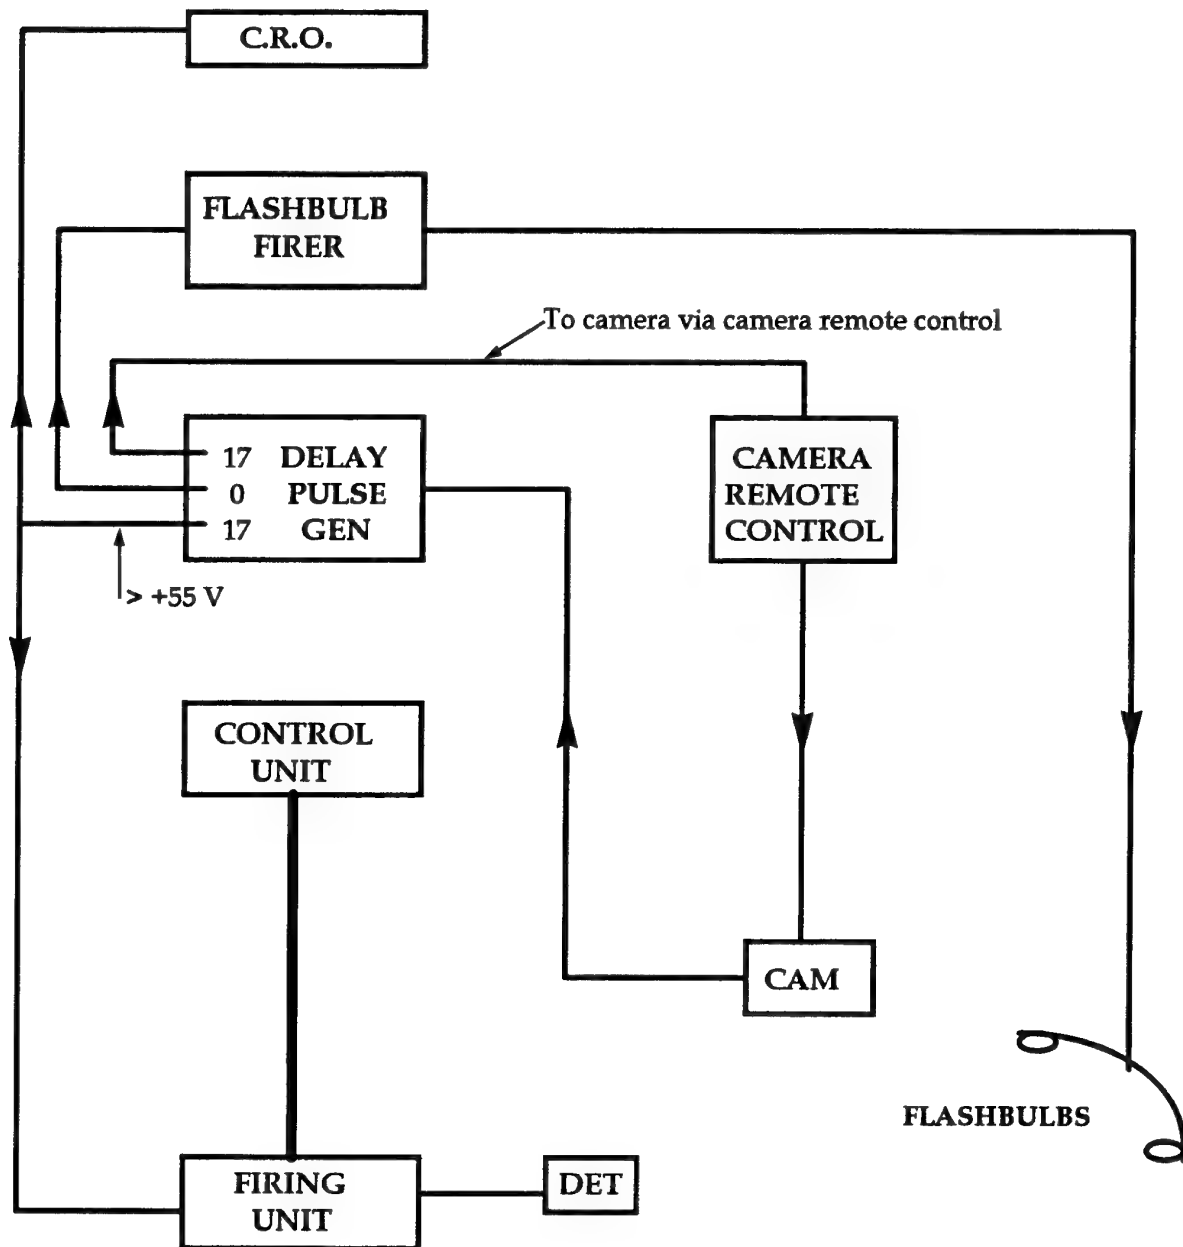 C.R.O.
FLASHBULB
FIRER
To camera via camera remote control
17 DELAY
0 PULSE
17 GEN
CAMERA
REMOTE
CONTROL
> +55 V
CONTROL
UNIT
CAM
FLASHBULBS
FIRING
UNIT
DET